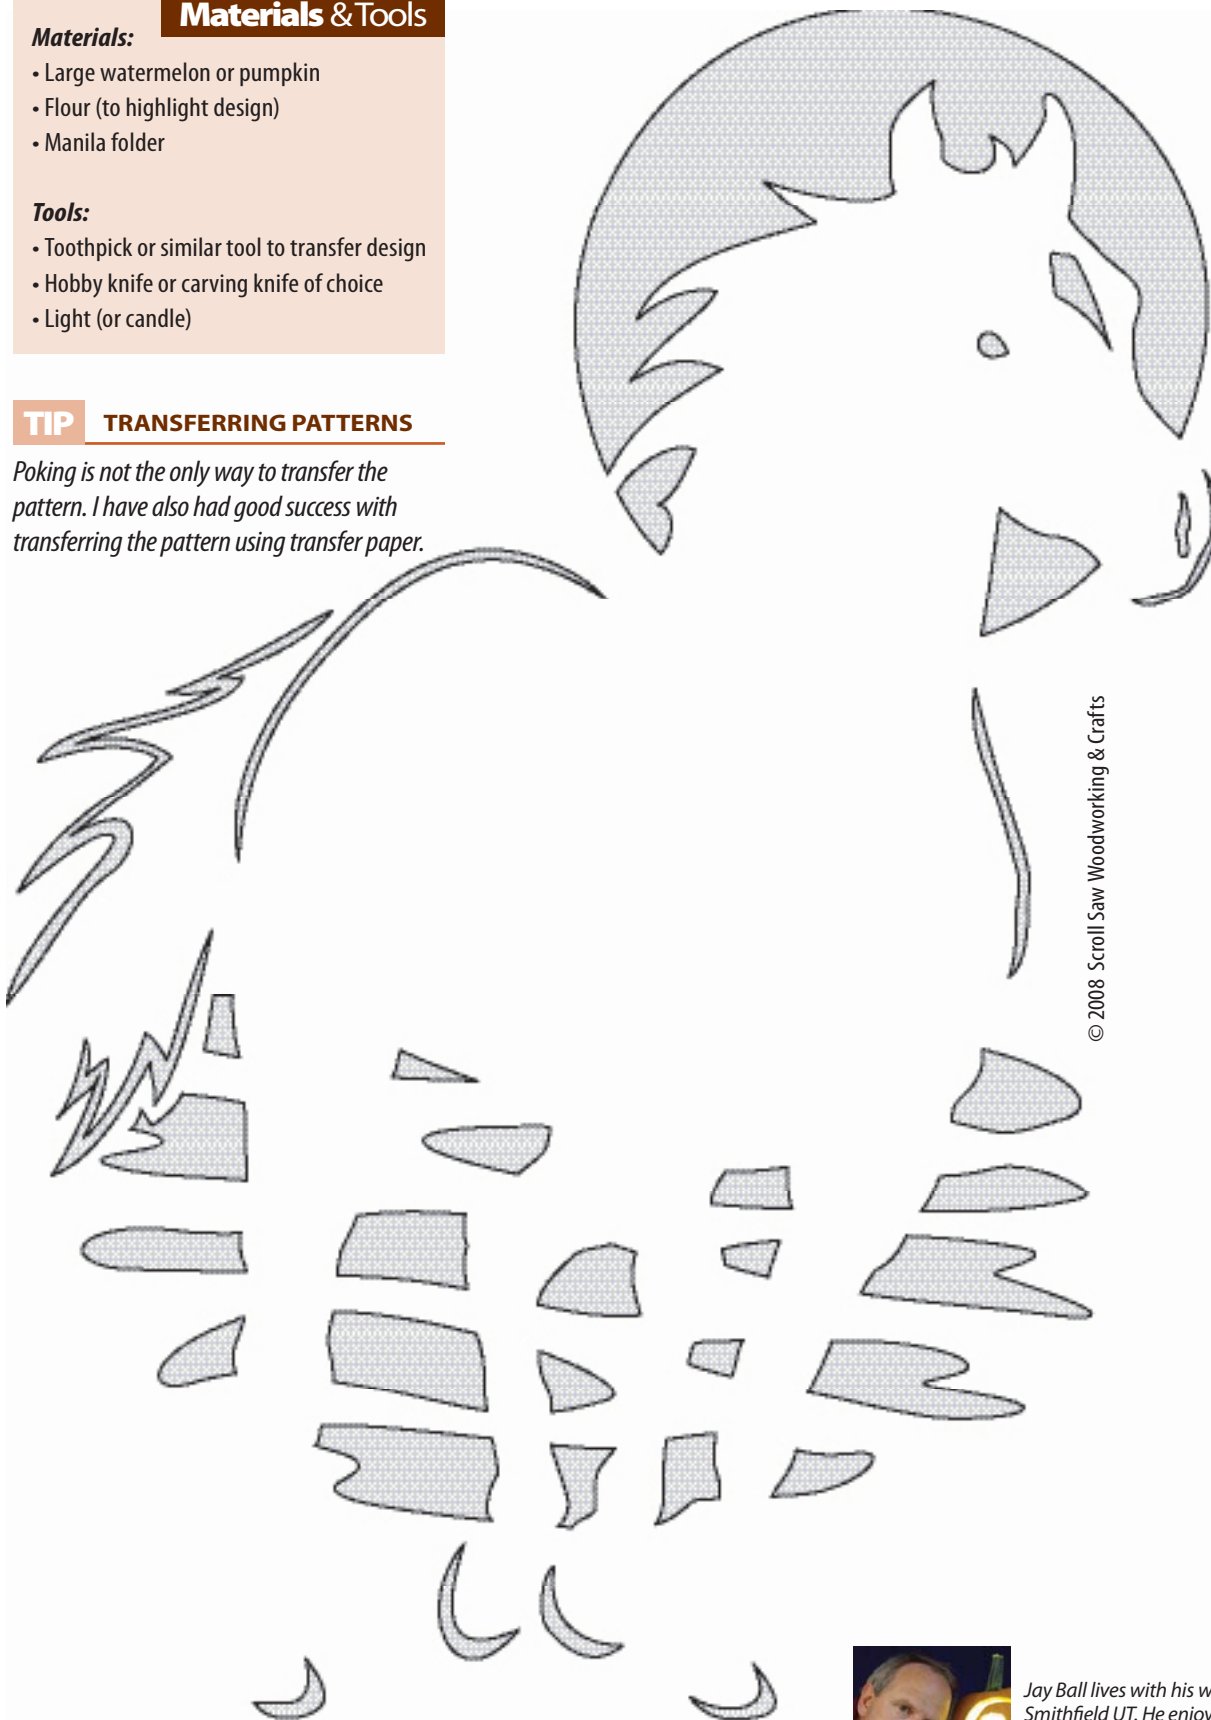 Materials & Tools
Materials:
• Large watermelon or pumpkin
• Flour (to highlight design)
• Manila folder
Tools:
• Toothpick or similar tool to transfer design
• Hobby knife or carving knife of choice
• Light (or candle)
TIP TRANSFERRING PATTERNS
Poking is not the only way to transfer the
pattern. I have also had good success with
transferring the pattern using transfer paper.
© 2008 Scroll Saw Woodworking & Crafts
Jay Ball lives with his
Smithfield UT. He